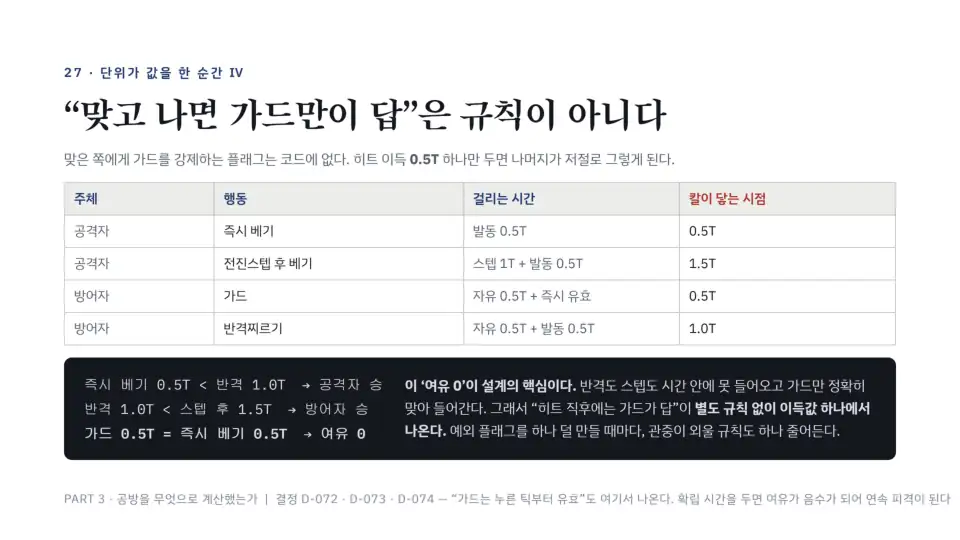 27 · 단위가 값을 한 순간 IV
“맞고 나면 가드만이 답”은 규칙이 아니다
맞은 쪽에게 가드를 강제하는 플래그는 코드에 없다. 히트 이득 0.5T 하나만 두면 나머지가 저절로 그렇게 된다.
주체 행동 걸리는 시간 칼이 닿는 시점
공격자 즉시 베기 발동 0.5T 0.5T
공격자 전진스텝 후 베기 스텝 1T + 발동 0.5T 1.5T
방어자 가드 자유 0.5T + 즉시 유효 0.5T
방어자 반격찌르기 자유 0.5T + 발동 0.5T 1.0T
즉시 베기 0.5T < 반격 1.0T → 공격자 승
반격 1.0T < 스텝 후 1.5T → 방어자 승
가드 0.5T = 즉시 베기 0.5T → 여유 0
이 ‘여유 0’이 설계의 핵심이다. 반격도 스텝도 시간 안에 못 들어오고 가드만 정확히
맞아 들어간다. 그래서 “히트 직후에는 가드가 답”이 별도 규칙 없이 이득값 하나에서
나온다. 예외 플래그를 하나 덜 만들 때마다, 관중이 외울 규칙도 하나 줄어든다.
PART 3 · 공방을 무엇으로 계산했는가 | 결정 D-072 · D-073 · D-074 — “가드는 누른 틱부터 유효”도 여기서 나온다. 확립 시간을 두면 여유가 음수가 되어 연속 피격이 된다